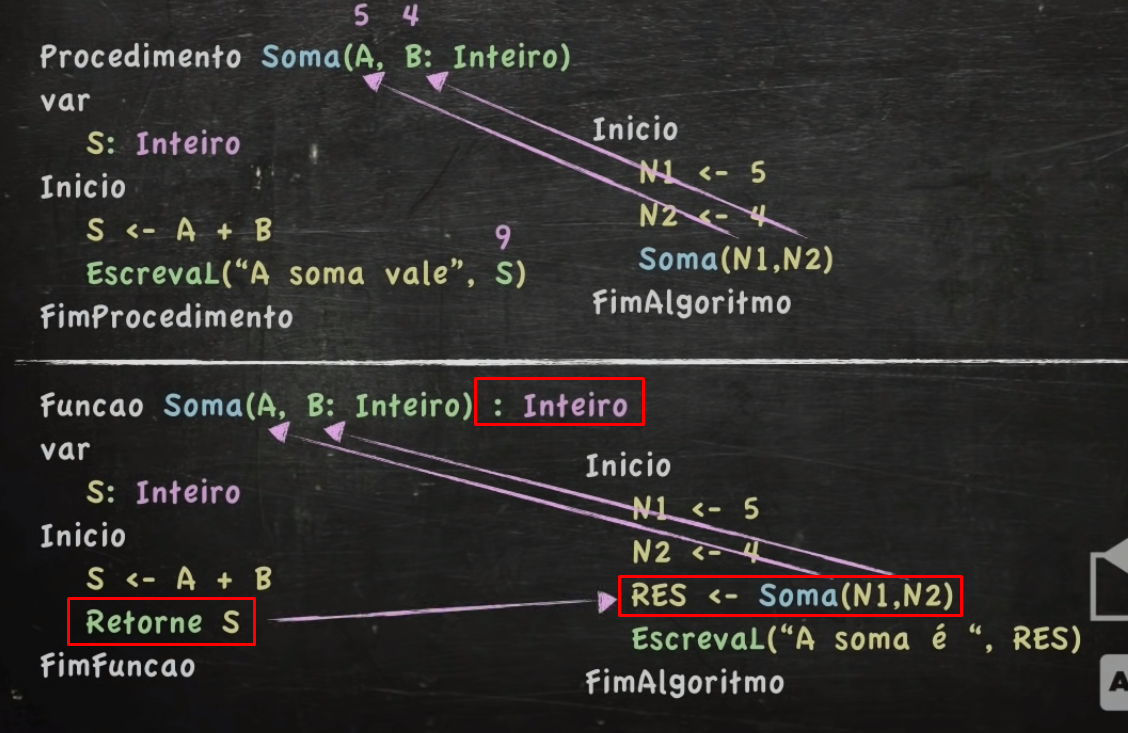 5 4
Procedimento Soma(A, B: Inteiro)
var
S: Inteiro
Inicio
S <- A + B
9
EscrevaL("A soma vale", S)
FimProcedimento
Inicio
N1 <- 5
N2 <- 4
Soma(N1,N2)
FimAlgoritmo
Funcao Soma(A, B: Inteiro) : Inteiro
var
S: Inteiro
Inicio
S <- A + B
Retorne S
FimFuncao
Inicio
N1 <- 5
N2 <- 4
RES <- Soma(N1,N2)
EscrevaL("A soma é “, RES)
FimAlgoritmo
A